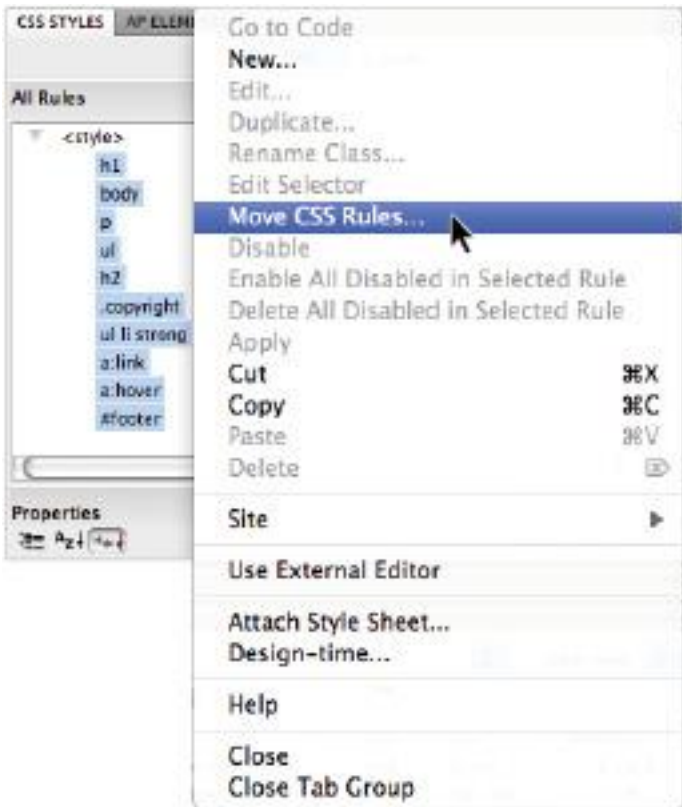 CSS STYLES
AP ELEM
All Rules
<style>
h1
body
p
ul
h2
.copyright
ul li strong
a:link
a:hover
#footer
Properties
Go to Code
New...
Edit...
Duplicate...
Rename Class...
Edit Selector
Move CSS Rules...
Disable
Enable All Disabled in Selected Rule
Delete All Disabled in Selected Rule
Apply
Cut ⌘X
Copy ⌘C
Paste ⌘V
Delete ⌦
Site
Use External Editor
Attach Style Sheet...
Design-time...
Help
Close
Close Tab Group